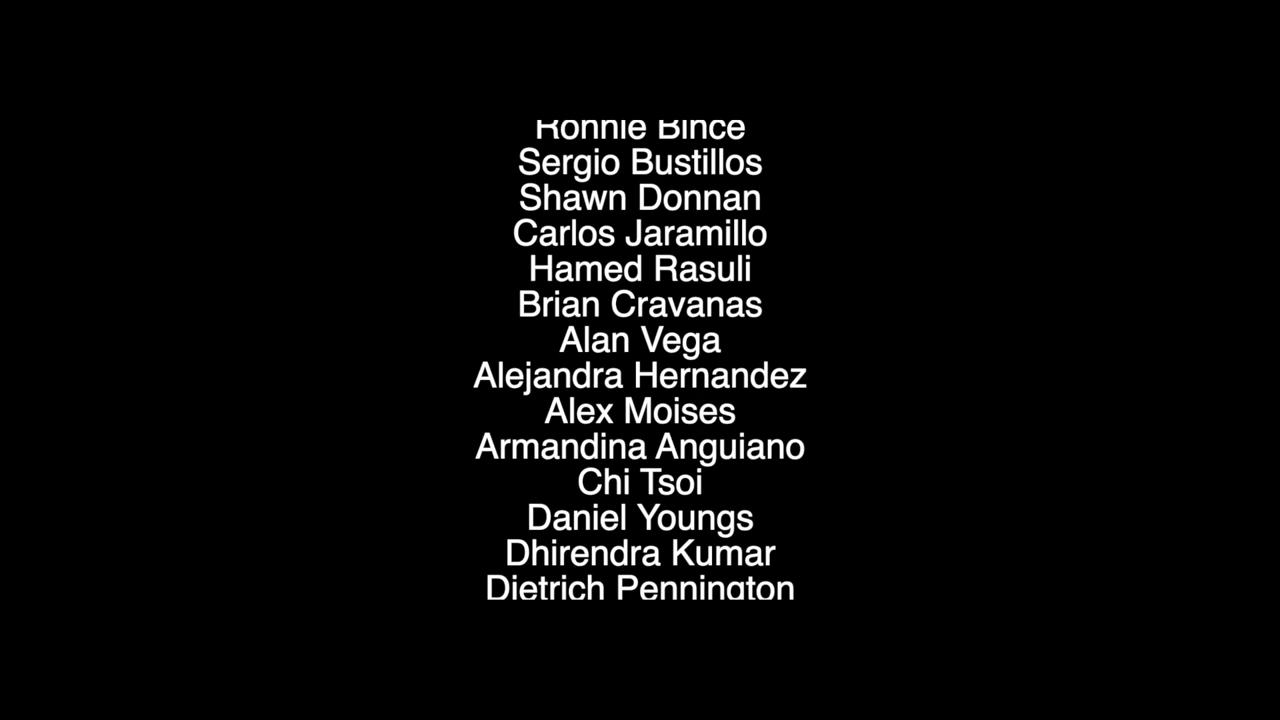 Ronnie Bince
Sergio Bustillos
Shawn Donnan
Carlos Jaramillo
Hamed Rasuli
Brian Cravanas
Alan Vega
Alejandra Hernandez
Alex Moises
Armandina Anguiano
Chi Tsoi
Daniel Youngs
Dhirendra Kumar
Dietrich Pennington